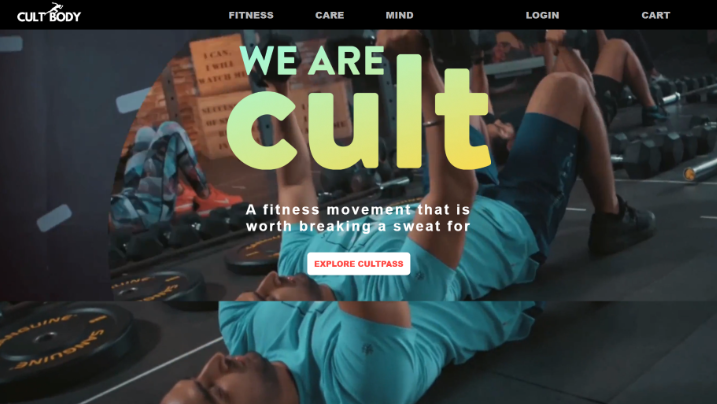 CULT BODY
FITNESS CARE MIND LOGIN CART
WE ARE
cult
I CAN,
I WILL
WATCH ME
A fitness movement that is
worth breaking a sweat for
EXPLORE CULTPASS
SANGUINE
SANGUINE